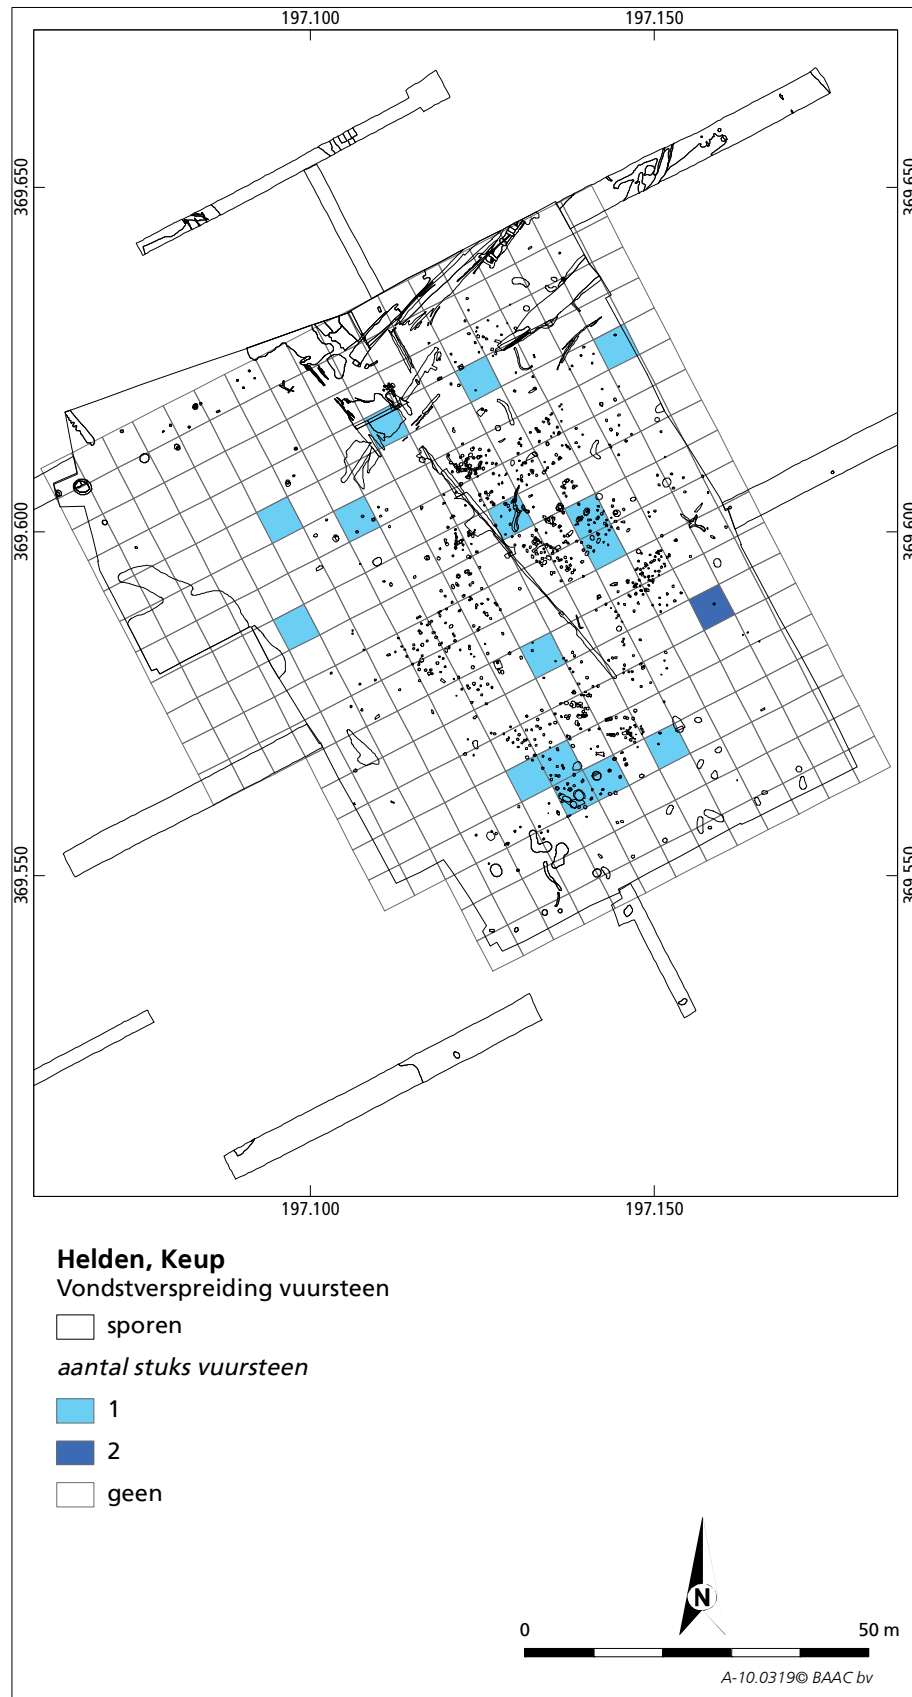 197.100 197.150
369.650 369.650
369.600 369.600
369.550 369.550
197.100 197.150
Helden, Keup
Vondstverspreiding vuursteen
sporen
aantal stuks vuursteen
1
2
geen
N
0 50 m
A-10.0319© BAAC bv